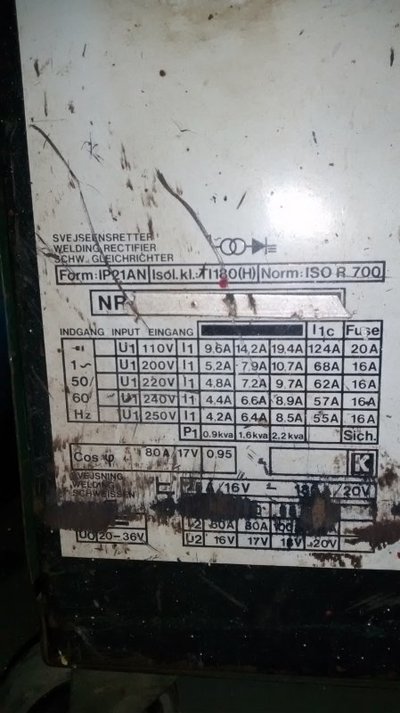 SVEJSEENSRETTER
WELDING RECTIFIER
SCHW. GLEICHRICHTER
Form: IP21AN Isol.kl.: T180(H) Norm: ISO R 700
NR
INDGANG INPUT EINGANG I1c Fuse
U1 110V I1 9.6A 14.2A 19.4A 124A 20A
1~ U1 200V I1 5.2A 7.9A 10.7A 68A 16A
50/ U1 220V I1 4.8A 7.2A 9.7A 62A 16A
60 U1 240V I1 4.4A 6.6A 8.9A 57A 16A
Hz U1 250V I1 4.2A 6.4A 8.5A 55A 16A
P1 0.9kva 1.6kva 2.2kva Sich.
Cos φ 80A/17V 0.95 K
SVEJSNING
WELDING
SCHWEISSEN
/16V - /20V
80A 100
U0 20-36V U2 16V 17V 18V 20V